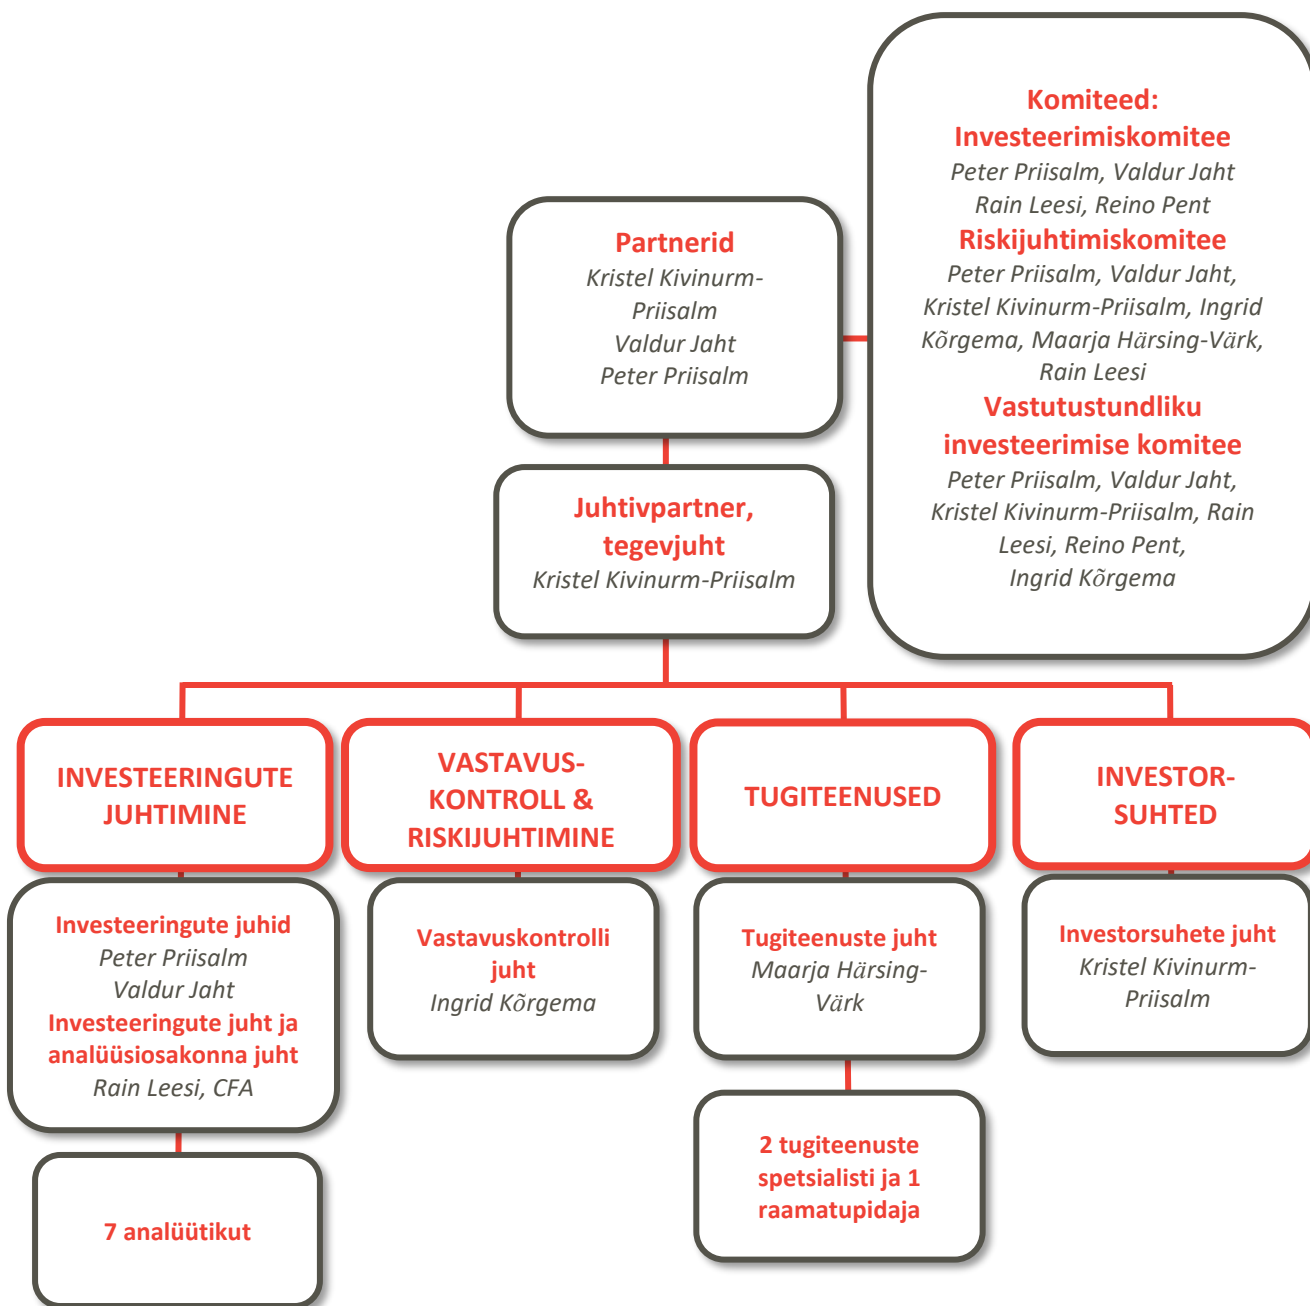 Komiteed:
Investeerimiskomitee
Peter Priisalm, Valdur Jaht
Rain Leesi, Reino Pent
Riskijuhtimiskomitee
Peter Priisalm, Valdur Jaht,
Kristel Kivinurm-Priisalm, Ingrid
Kõrgema, Maarja Härsing-Värk,
Rain Leesi
Vastutustundliku
investeerimise komitee
Peter Priisalm, Valdur Jaht,
Kristel Kivinurm-Priisalm, Rain
Leesi, Reino Pent,
Ingrid Kõrgema
Partnerid
Kristel Kivinurm-
Priisalm
Valdur Jaht
Peter Priisalm
Juhtivpartner,
tegevjuht
Kristel Kivinurm-Priisalm
INVESTEERINGUTE
JUHTIMINE
VASTAVUS-
KONTROLL &
RISKIJUHTIMINE
TUGITEENUSED
INVESTOR-
SUHTED
Investeeringute juhid
Peter Priisalm
Valdur Jaht
Investeeringute juht ja
analüüsiosakonna juht
Rain Leesi, CFA
Vastavuskontrolli
juht
Ingrid Kõrgema
Tugiteenuste juht
Maarja Härsing-
Värk
Investorsuhete juht
Kristel Kivinurm-
Priisalm
7 analüütikut
2 tugiteenuste
spetsialisti ja 1
raamatupidaja